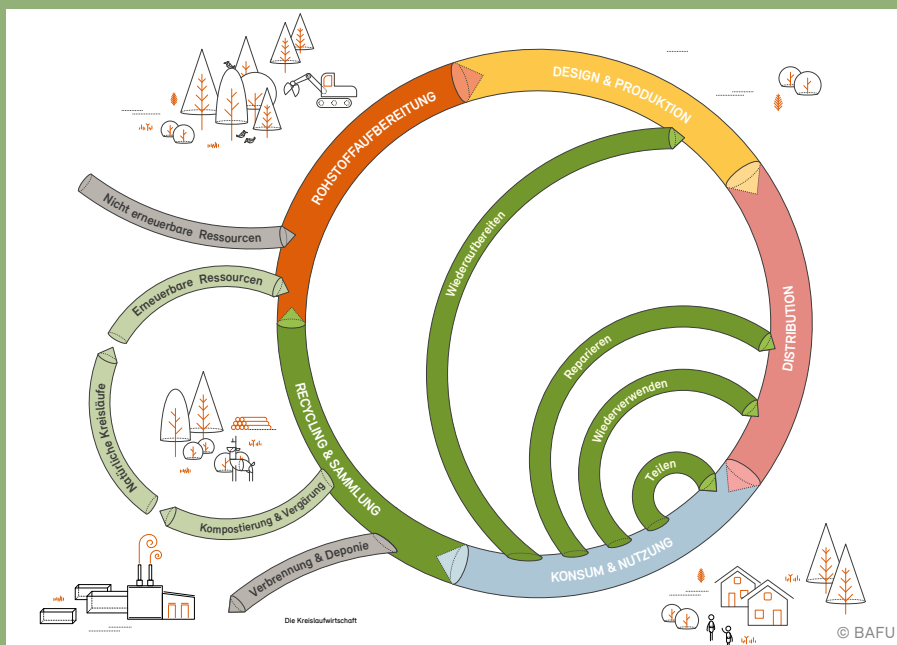 DESIGN & PRODUKTION
ROHSTOFFAUFBEREITUNG
Nicht erneuerbare Ressourcen
Wiederaufbereiten
Erneuerbare Ressourcen
DISTRIBUTION
Reparieren
Wiederverwenden
Natürliche Kreisläufe
RECYCLING & SAMMLUNG
Teilen
Kompostierung & Vergärung
Verbrennung & Deponie
KONSUM & NUTZUNG
Die Kreislaufwirtschaft
© BAFU